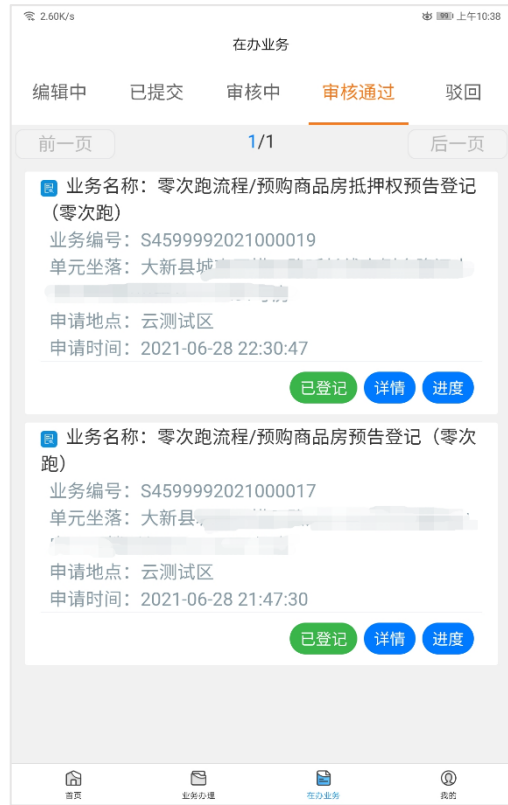 2.60K/s 99 上午10:38
在办业务
编辑中 已提交 审核中 审核通过 驳回
前一页 1/1 后一页
业务名称：零次跑流程/预购商品房抵押权预告登记
（零次跑）
业务编号：S4599992021000019
单元坐落：大新县城
申请地点：云测试区
申请时间：2021-06-28 22:30:47
已登记 详情 进度
业务名称：零次跑流程/预购商品房预告登记（零次
跑）
业务编号：S4599992021000017
单元坐落：大新县
申请地点：云测试区
申请时间：2021-06-28 21:47:30
已登记 详情 进度
首页 业务办理 在办业务 我的